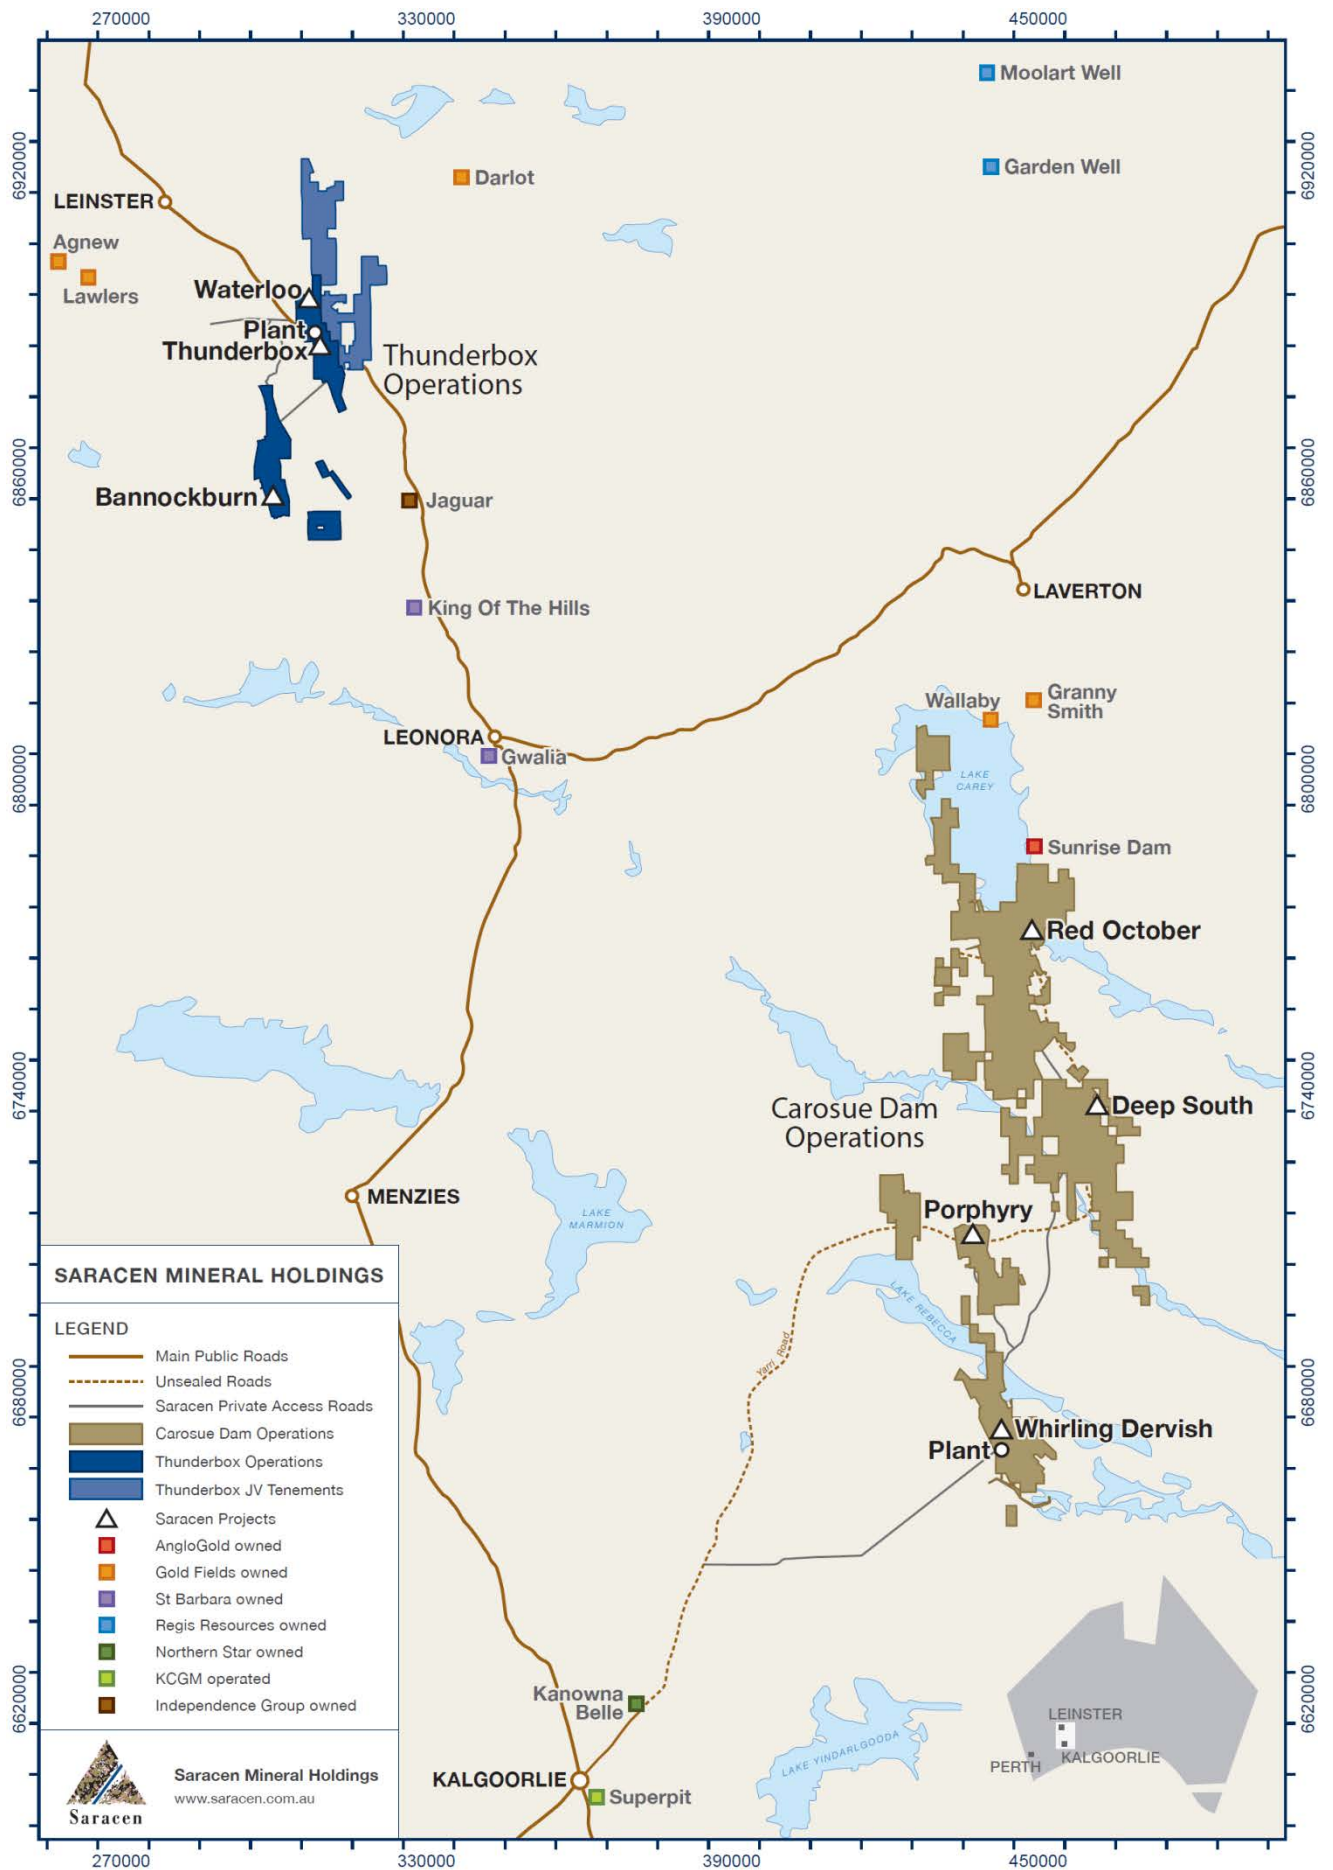 270000
330000
390000
450000
6920000
6920000
Moolart Well
Garden Well
Darlot
LEINSTER
Agnew
Lawlers
Waterloo
Plant
Thunderbox
Thunderbox
Operations
6860000
6860000
Bannockburn
Jaguar
LAVERTON
King Of The Hills
Granny
Smith
Wallaby
LEONORA
Gwalia
LAKE
CAREY
6800000
6800000
Sunrise Dam
Red October
6740000
6740000
Carosue Dam
Operations
Deep South
MENZIES
LAKE
MARMION
Porphyry
LAKE REBECCA
Yarri Road
6680000
6680000
Whirling Dervish
Plant
SARACEN MINERAL HOLDINGS
LEGEND
Main Public Roads
Unsealed Roads
Saracen Private Access Roads
Carosue Dam Operations
Thunderbox Operations
Thunderbox JV Tenements
Saracen Projects
AngloGold owned
Gold Fields owned
St Barbara owned
Regis Resources owned
Northern Star owned
KCGM operated
Independence Group owned
Saracen
Saracen Mineral Holdings
www.saracen.com.au
6620000
6620000
Kanowna
Belle
KALGOORLIE
Superpit
LAKE YINDARLGOODA
LEINSTER
PERTH
KALGOORLIE
270000
330000
390000
450000